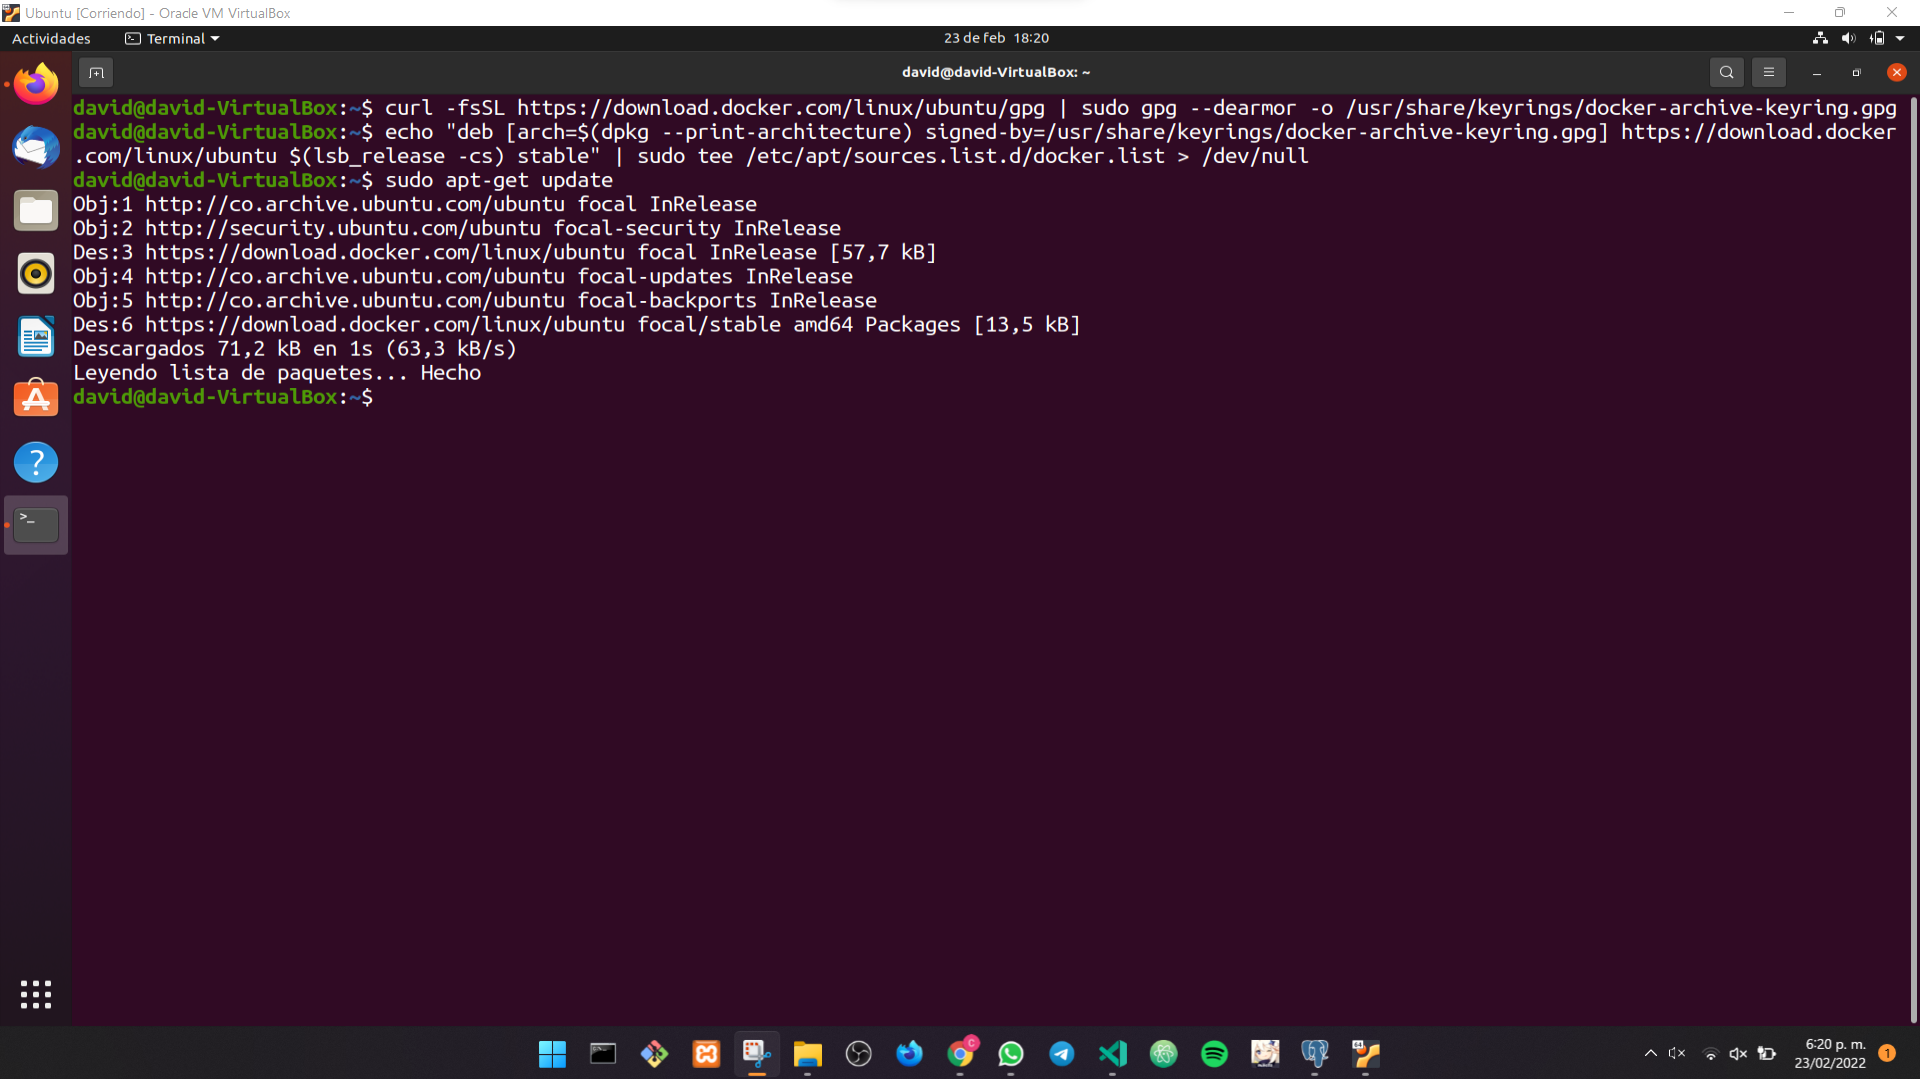 Ubuntu [Corriendo] - Oracle VM VirtualBox
Actividades Terminal 23 de feb 18:20
david@david-VirtualBox: ~
david@david-VirtualBox:~$ curl -fsSL https://download.docker.com/linux/ubuntu/gpg | sudo gpg --dearmor -o /usr/share/keyrings/docker-archive-keyring.gpg
david@david-VirtualBox:~$ echo "deb [arch=$(dpkg --print-architecture) signed-by=/usr/share/keyrings/docker-archive-keyring.gpg] https://download.docker
.com/linux/ubuntu $(lsb_release -cs) stable" | sudo tee /etc/apt/sources.list.d/docker.list > /dev/null
david@david-VirtualBox:~$ sudo apt-get update
Obj:1 http://co.archive.ubuntu.com/ubuntu focal InRelease
Obj:2 http://security.ubuntu.com/ubuntu focal-security InRelease
Des:3 https://download.docker.com/linux/ubuntu focal InRelease [57,7 kB]
Obj:4 http://co.archive.ubuntu.com/ubuntu focal-updates InRelease
Obj:5 http://co.archive.ubuntu.com/ubuntu focal-backports InRelease
Des:6 https://download.docker.com/linux/ubuntu focal/stable amd64 Packages [13,5 kB]
Descargados 71,2 kB en 1s (63,3 kB/s)
Leyendo lista de paquetes... Hecho
david@david-VirtualBox:~$
6:20 p. m.
23/02/2022
1